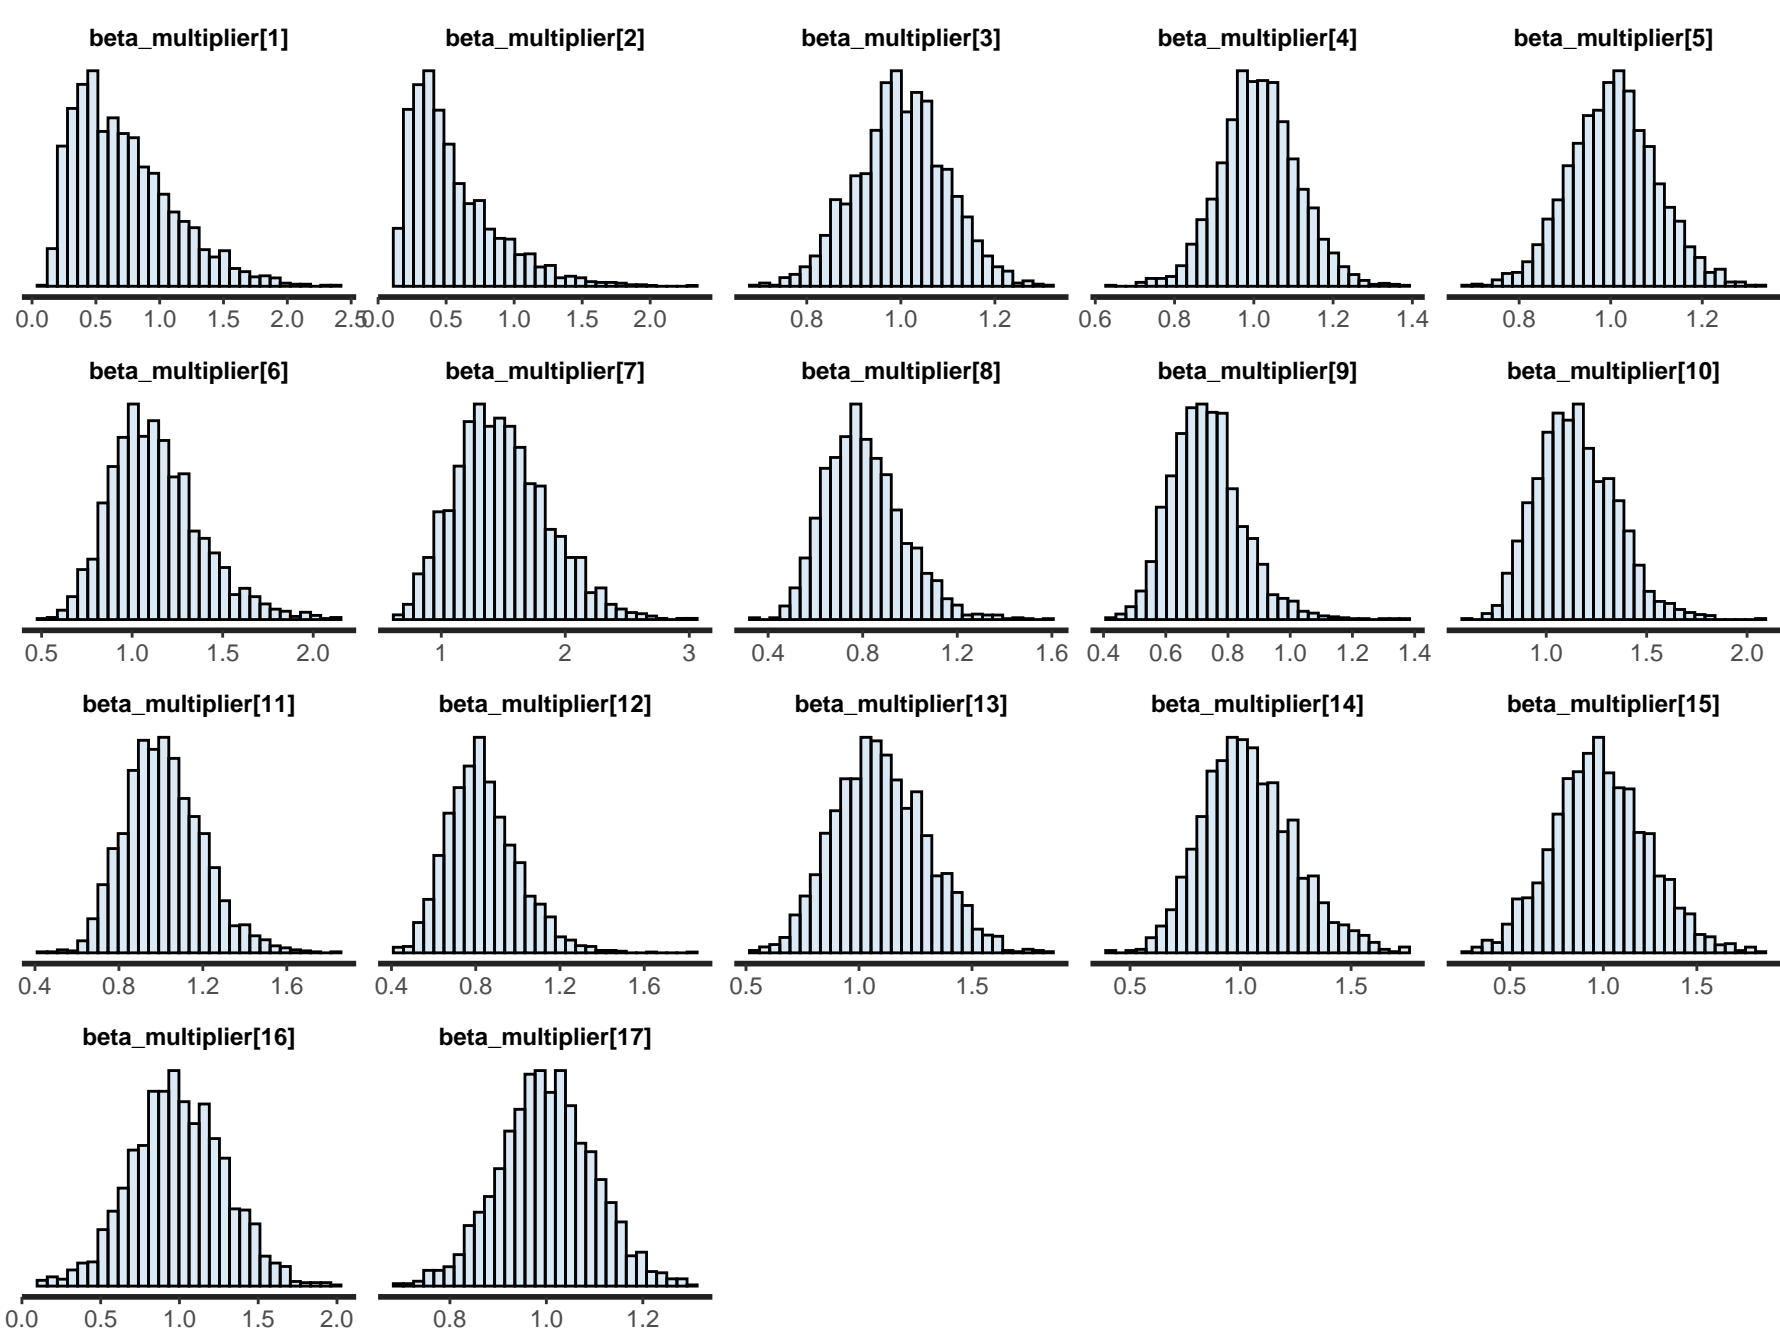 beta_multiplier[1] beta_multiplier[2] beta_multiplier[3] beta_multiplier[4] beta_multiplier[5]
0.0 0.5 1.0 1.5 2.0 2.5 0.0 0.5 1.0 1.5 2.0 0.8 1.0 1.2 0.6 0.8 1.0 1.2 1.4 0.8 1.0 1.2
beta_multiplier[6] beta_multiplier[7] beta_multiplier[8] beta_multiplier[9] beta_multiplier[10]
0.5 1.0 1.5 2.0 1 2 3 0.4 0.8 1.2 1.6 0.4 0.6 0.8 1.0 1.2 1.4 1.0 1.5 2.0
beta_multiplier[11] beta_multiplier[12] beta_multiplier[13] beta_multiplier[14] beta_multiplier[15]
0.4 0.8 1.2 1.6 0.4 0.8 1.2 1.6 0.5 1.0 1.5 0.5 1.0 1.5 0.5 1.0 1.5
beta_multiplier[16] beta_multiplier[17]
0.0 0.5 1.0 1.5 2.0 0.8 1.0 1.2